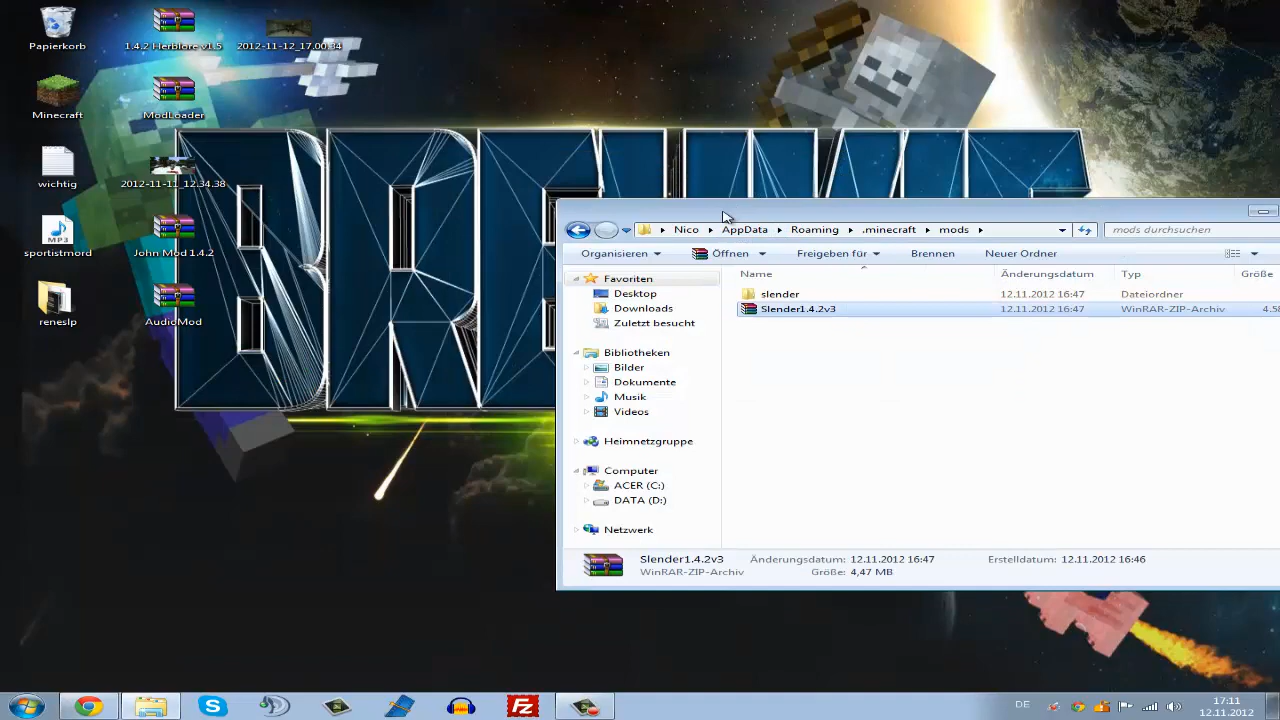 Papierkorb
1.4.2 Herblore v1.5
2012-11-12_17.00.34
Minecraft
ModLoader
wichtig
2012-11-11_12.34.38
sportistmord
John Mod 1.4.2
reneslp
AudioMod
Nico
AppData
Roaming
.minecraft
mods
mods durchsuchen
Organisieren
Öffnen
Freigeben für
Brennen
Neuer Ordner
Favoriten
Desktop
Downloads
Zuletzt besucht
Bibliotheken
Bilder
Dokumente
Musik
Videos
Heimnetzgruppe
Computer
ACER (C:)
DATA (D:)
Netzwerk
Name Änderungsdatum Typ Größe
slender 12.11.2012 16:47 Dateiordner
Slender1.4.2v3 12.11.2012 16:47 WinRAR-ZIP-Archiv
Slender1.4.2v3 Änderungsdatum: 12.11.2012 16:47 Erstelldatum: 12.11.2012 16:46
WinRAR-ZIP-Archiv Größe: 4,47 MB
DE
17:11
12.11.2012